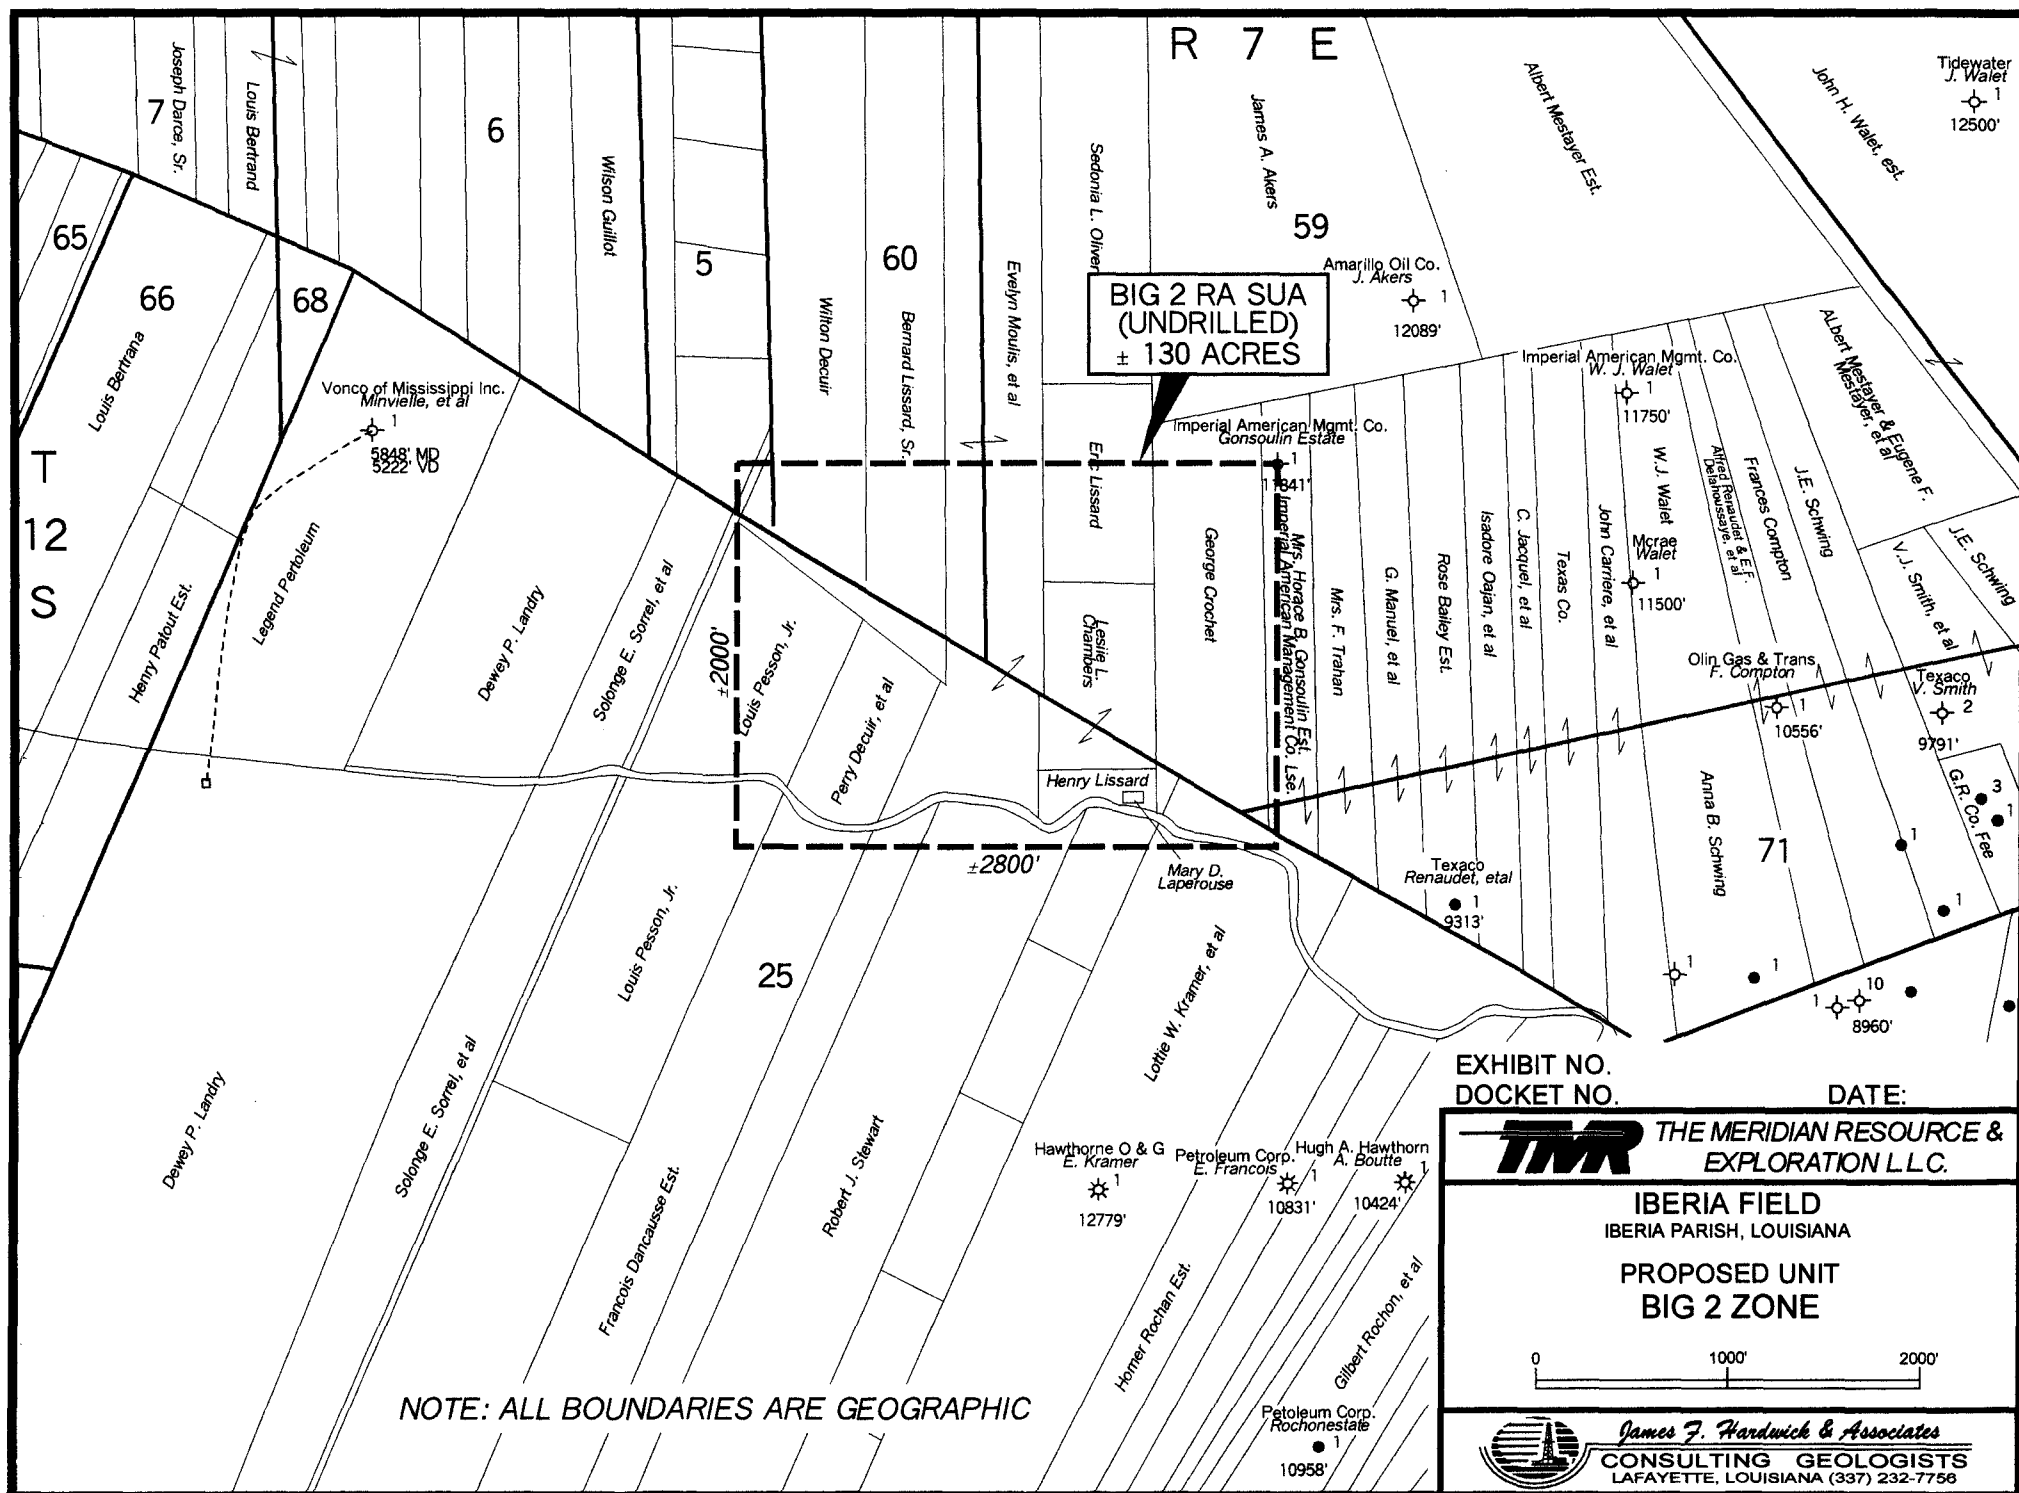 R 7 E
T
12
S
7
Joseph Darce, Sr.
Louis Bertrand
6
Wilson Guillot
5
60
Wilton Decuir
Bernard Lissard, Sr.
Evelyn Moulis, et al
Sedonia L. Oliver
James A. Akers
59
Albert Mestayer Est.
John H. Walet, est.
Tidewater
J. Walet
1
12500'
65
66
68
Louis Bertrana
Vonco of Mississippi Inc.
Minvielle, et al
1
5848' MD
5222' VD
BIG 2 RA SUA
(UNDRILLED)
± 130 ACRES
Amarillo Oil Co.
J. Akers
1
12089'
Imperial American Mgmt. Co.
W. J. Walet
1
11750'
ALbert Mestayer & Eugene F.
Mestayer, et al
Imperial American Mgmt. Co.
Gonsoulin Estate
1
11841'
Eric Lissard
George Crochet
Mrs. Horace B. Gonsoulin Est.
Imperial American Management Co. Lse.
Mrs. F. Trahan
G. Manuel, et al
Rose Bailey Est.
Isadore Oajan, et al
C. Jacquel, et al
Texas Co.
John Carriere, et al
W.J. Walet
Mcrae
Walet
1
11500'
Alfred Renaudet & E.F.
Delahoussaye, et al
Frances Compton
J.E. Schwing
V.J. Smith, et al
J.E. Schwing
Henry Patout Est.
Legend Pertoleum
Dewey P. Landry
Solonge E. Sorrel, et al
±2000'
Louis Pesson, Jr.
Perry Decuir, et al
Leslie L.
Chambers
Henry Lissard
Mary D.
Laperouse
±2800'
Olin Gas & Trans
F. Compton
1
10556'
Texaco
V. Smith
2
9791'
G.R. Co. Fee
3
1
Anna B. Schwing
71
1
1
1
1
1
10
8960'
Texaco
Renaudet, etal
1
9313'
Dewey P. Landry
Solonge E. Sorrel, et al
Louis Pesson, Jr.
25
Francois Dancausse Est.
Robert J. Stewart
Lottie W. Kramer, et al
Hawthorne O & G
E. Kramer
1
12779'
Petroleum Corp.
E. Francois
1
10831'
Hugh A. Hawthorn
A. Boutte
1
10424'
Homer Rochan Est.
Gilbert Rochon, et al
Petoleum Corp.
Rochonestate
1
10958'
NOTE: ALL BOUNDARIES ARE GEOGRAPHIC
EXHIBIT NO.
DOCKET NO. DATE:
TMR THE MERIDIAN RESOURCE &
EXPLORATION L.L.C.
IBERIA FIELD
IBERIA PARISH, LOUISIANA
PROPOSED UNIT
BIG 2 ZONE
0 1000' 2000'
James F. Hardwick & Associates
CONSULTING GEOLOGISTS
LAFAYETTE, LOUISIANA (337) 232-7756